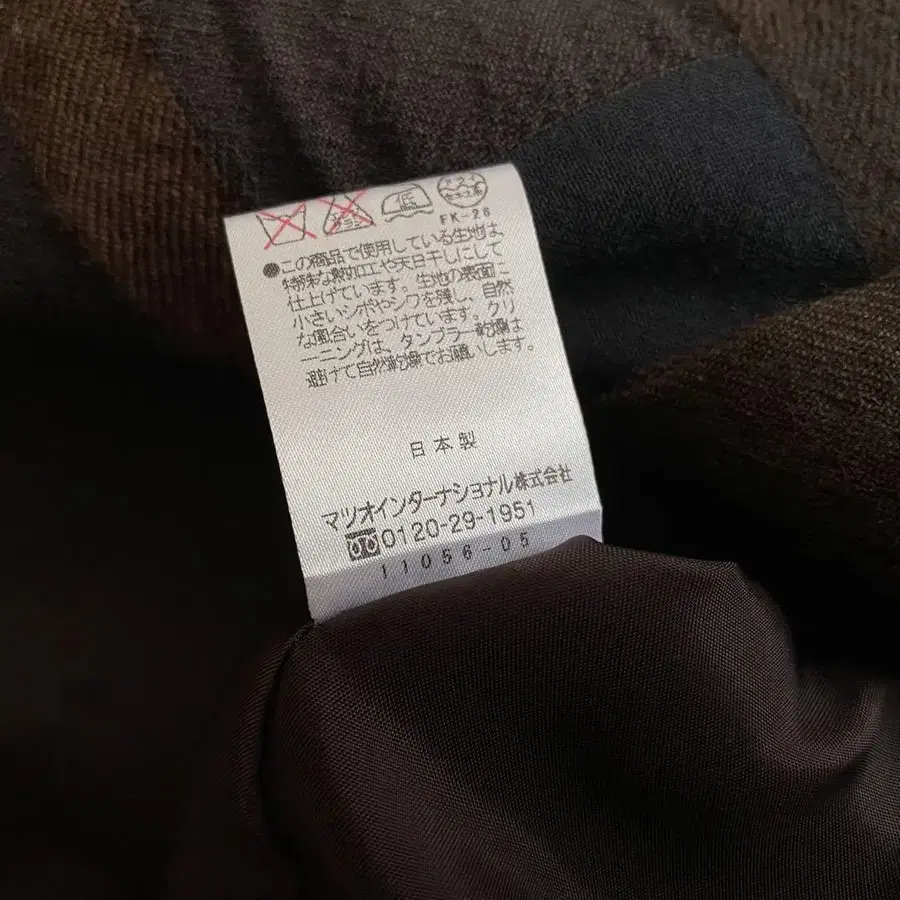 低
FK-26
●この商品で使用している生地は、
特殊な熱加工や天日干しにして
仕上げています。生地の表面に
小さいシボやシワを残し、自然
な風合いをつけています。クリ
ーニングは、タンブラー乾燥は
避けて自然乾燥でお願いします。
日本製
マツオインターナショナル株式会社
0120-29-1951
11056-05